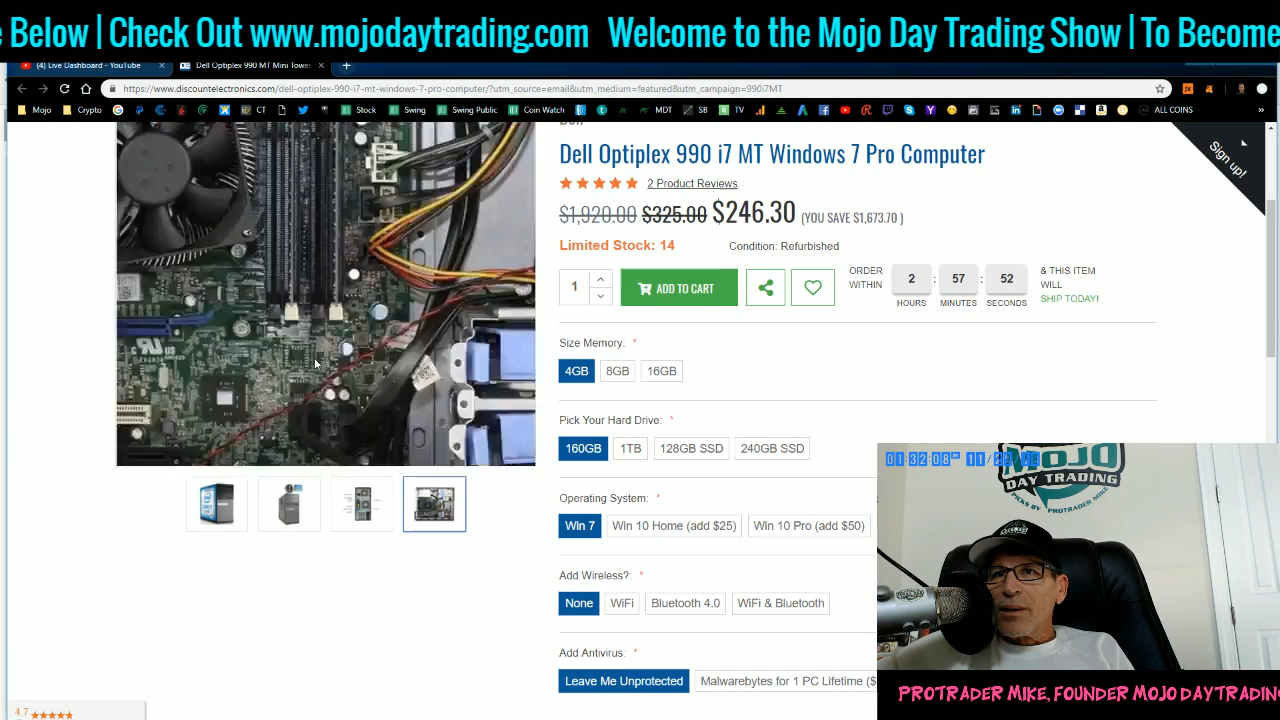 e Below | Check Out www.mojodaytrading.com Welcome to the Mojo Day Trading Show | To Become
(4) Live Dashboard - YouTube
Dell Optiplex 990 MT Mini Tower
https://www.discountelectronics.com/dell-optiplex-990-i7-mt-windows-7-pro-computer/?utm_source=email&utm_medium=featured&utm_campaign=990i7MT
Mojo Crypto CT Stock Swing Swing Public Coin Watch MDT SB TV ALL COINS
Sign up!
Dell Optiplex 990 i7 MT Windows 7 Pro Computer
2 Product Reviews
$1,920.00 $325.00 $246.30 (YOU SAVE $1,673.70 )
Limited Stock: 14 Condition: Refurbished
1
ADD TO CART
ORDER WITHIN
2 : 57 : 52
HOURS MINUTES SECONDS
& THIS ITEM WILL
SHIP TODAY!
Size Memory: *
4GB 8GB 16GB
Pick Your Hard Drive: *
160GB 1TB 128GB SSD 240GB SSD
Operating System: *
Win 7 Win 10 Home (add $25) Win 10 Pro (add $50)
Add Wireless?: *
None WiFi Bluetooth 4.0 WiFi & Bluetooth
Add Antivirus: *
Leave Me Unprotected Malwarebytes for 1 PC Lifetime ($
4.7
MOJO
DAY TRADING
PICKS BY PROTRADER MIKE
PROTRADER MIKE, FOUNDER MOJO DAYTRADING